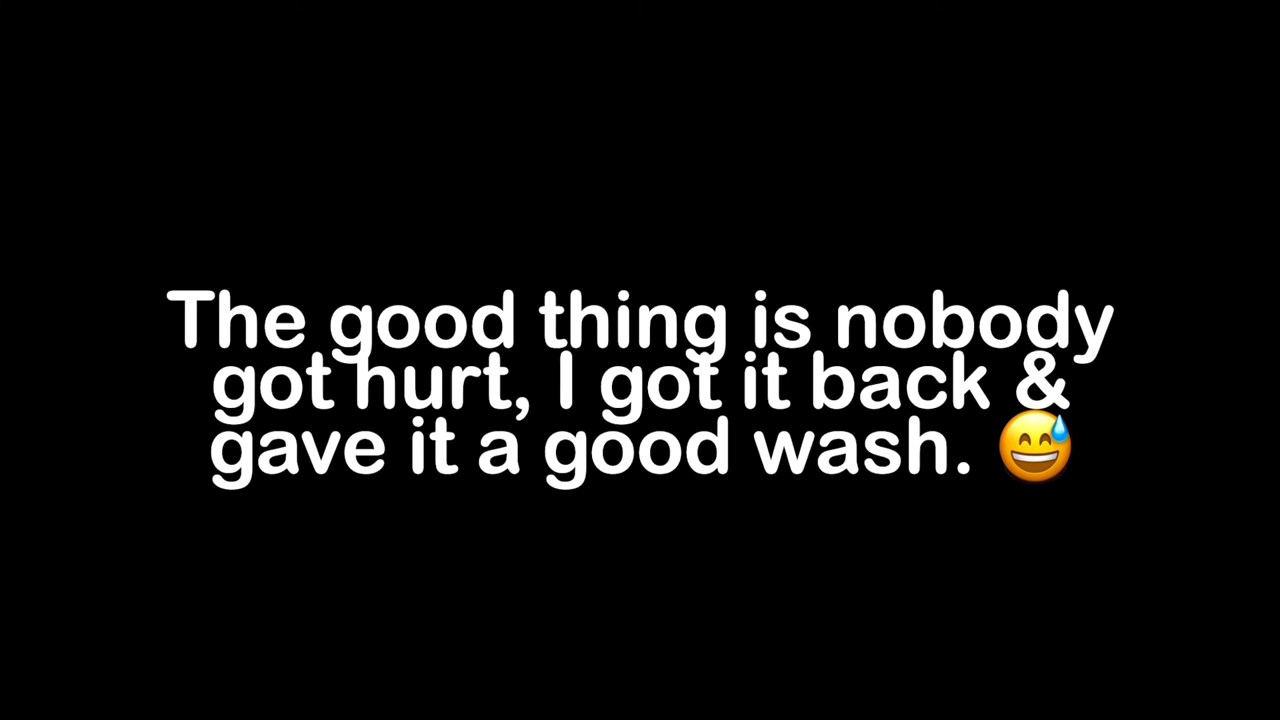 The good thing is nobody
got hurt, I got it back &
gave it a good wash. 😅